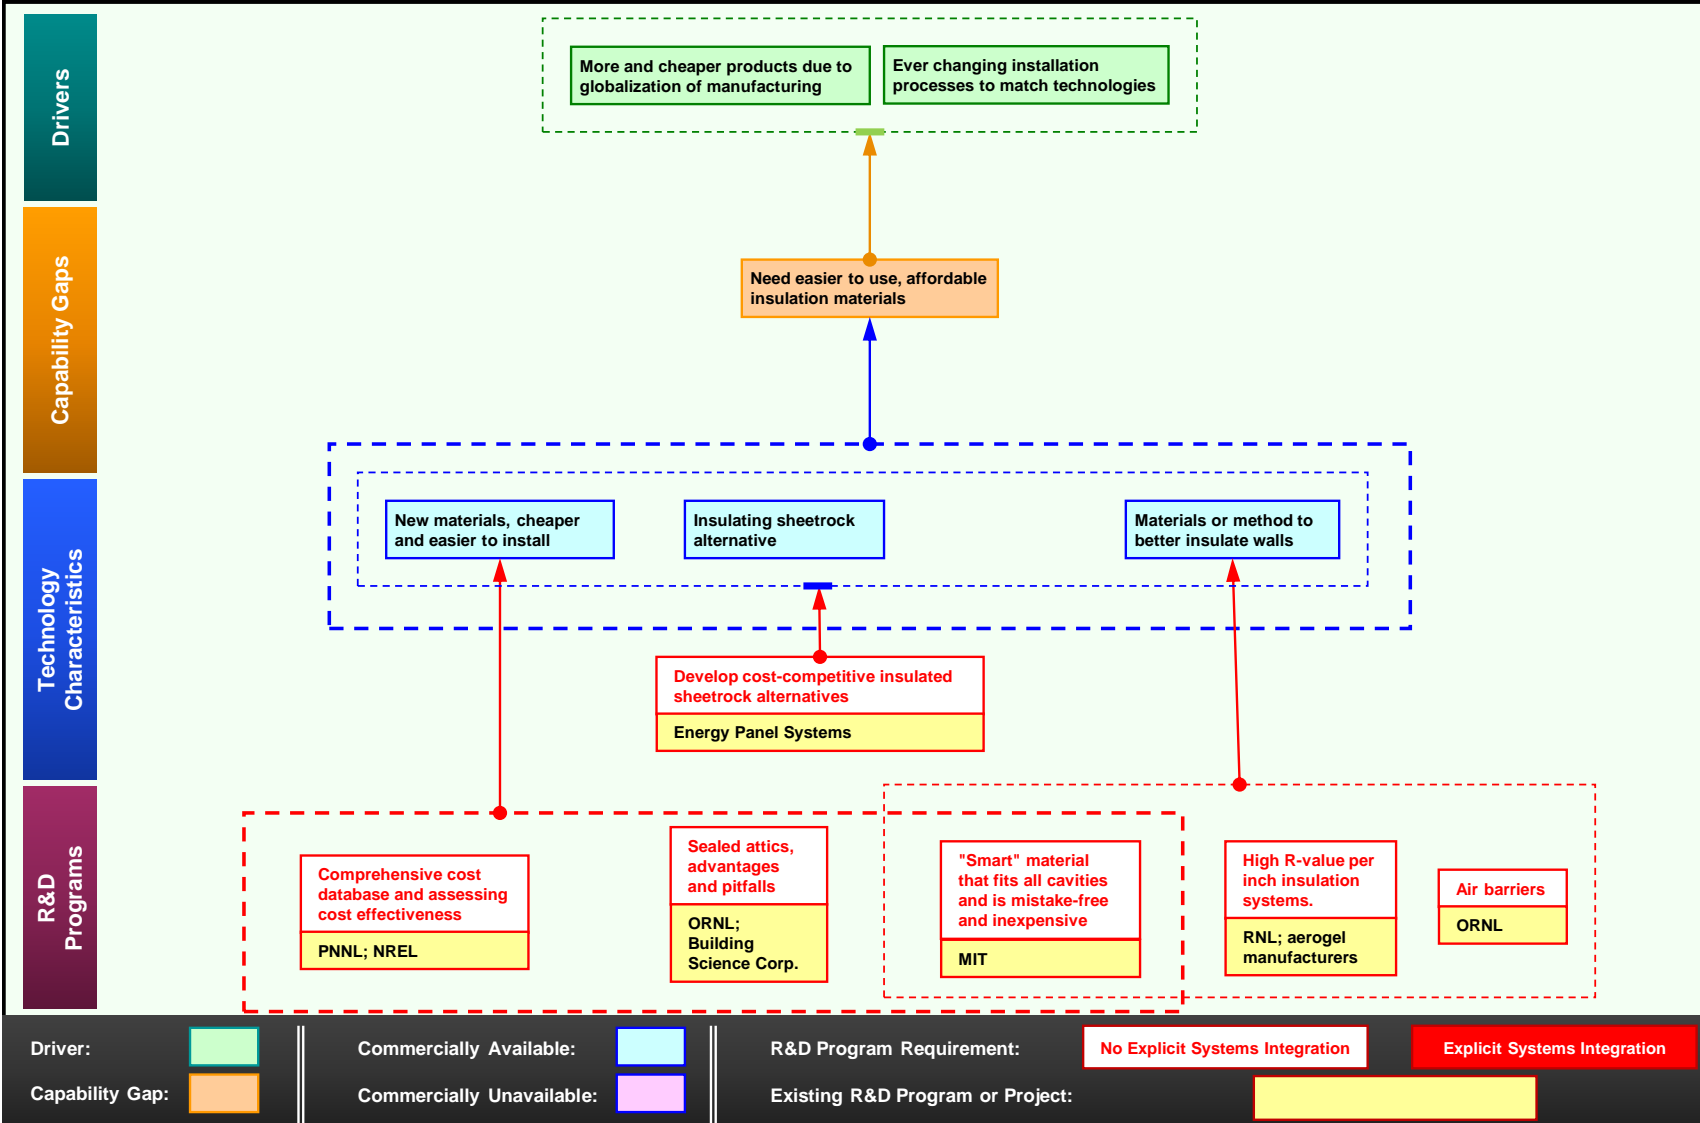 Drivers
More and cheaper products due to
globalization of manufacturing
Ever changing installation
processes to match technologies
Capability Gaps
Need easier to use, affordable
insulation materials
Technology
Characteristics
New materials, cheaper
and easier to install
Insulating sheetrock
alternative
Materials or method to
better insulate walls
Develop cost-competitive insulated
sheetrock alternatives
Energy Panel Systems
R&D
Programs
Comprehensive cost
database and assessing
cost effectiveness
PNNL; NREL
Sealed attics,
advantages
and pitfalls
ORNL;
Building
Science Corp.
"Smart" material
that fits all cavities
and is mistake-free
and inexpensive
MIT
High R-value per
inch insulation
systems.
RNL; aerogel
manufacturers
Air barriers
ORNL
Driver:
Capability Gap:
Commercially Available:
Commercially Unavailable:
R&D Program Requirement:
No Explicit Systems Integration
Explicit Systems Integration
Existing R&D Program or Project: